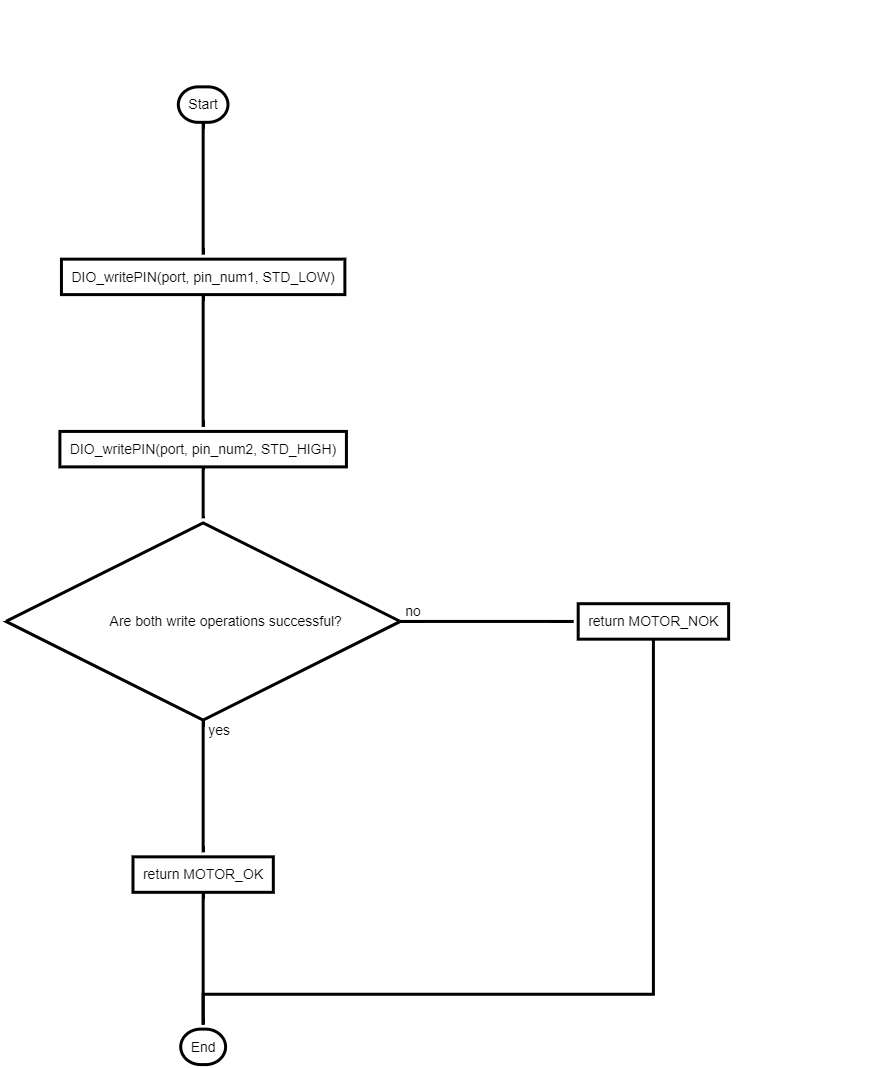 Start
DIO_writePIN(port, pin_num1, STD_LOW)
DIO_writePIN(port, pin_num2, STD_HIGH)
Are both write operations successful?
no
return MOTOR_NOK
yes
return MOTOR_OK
End